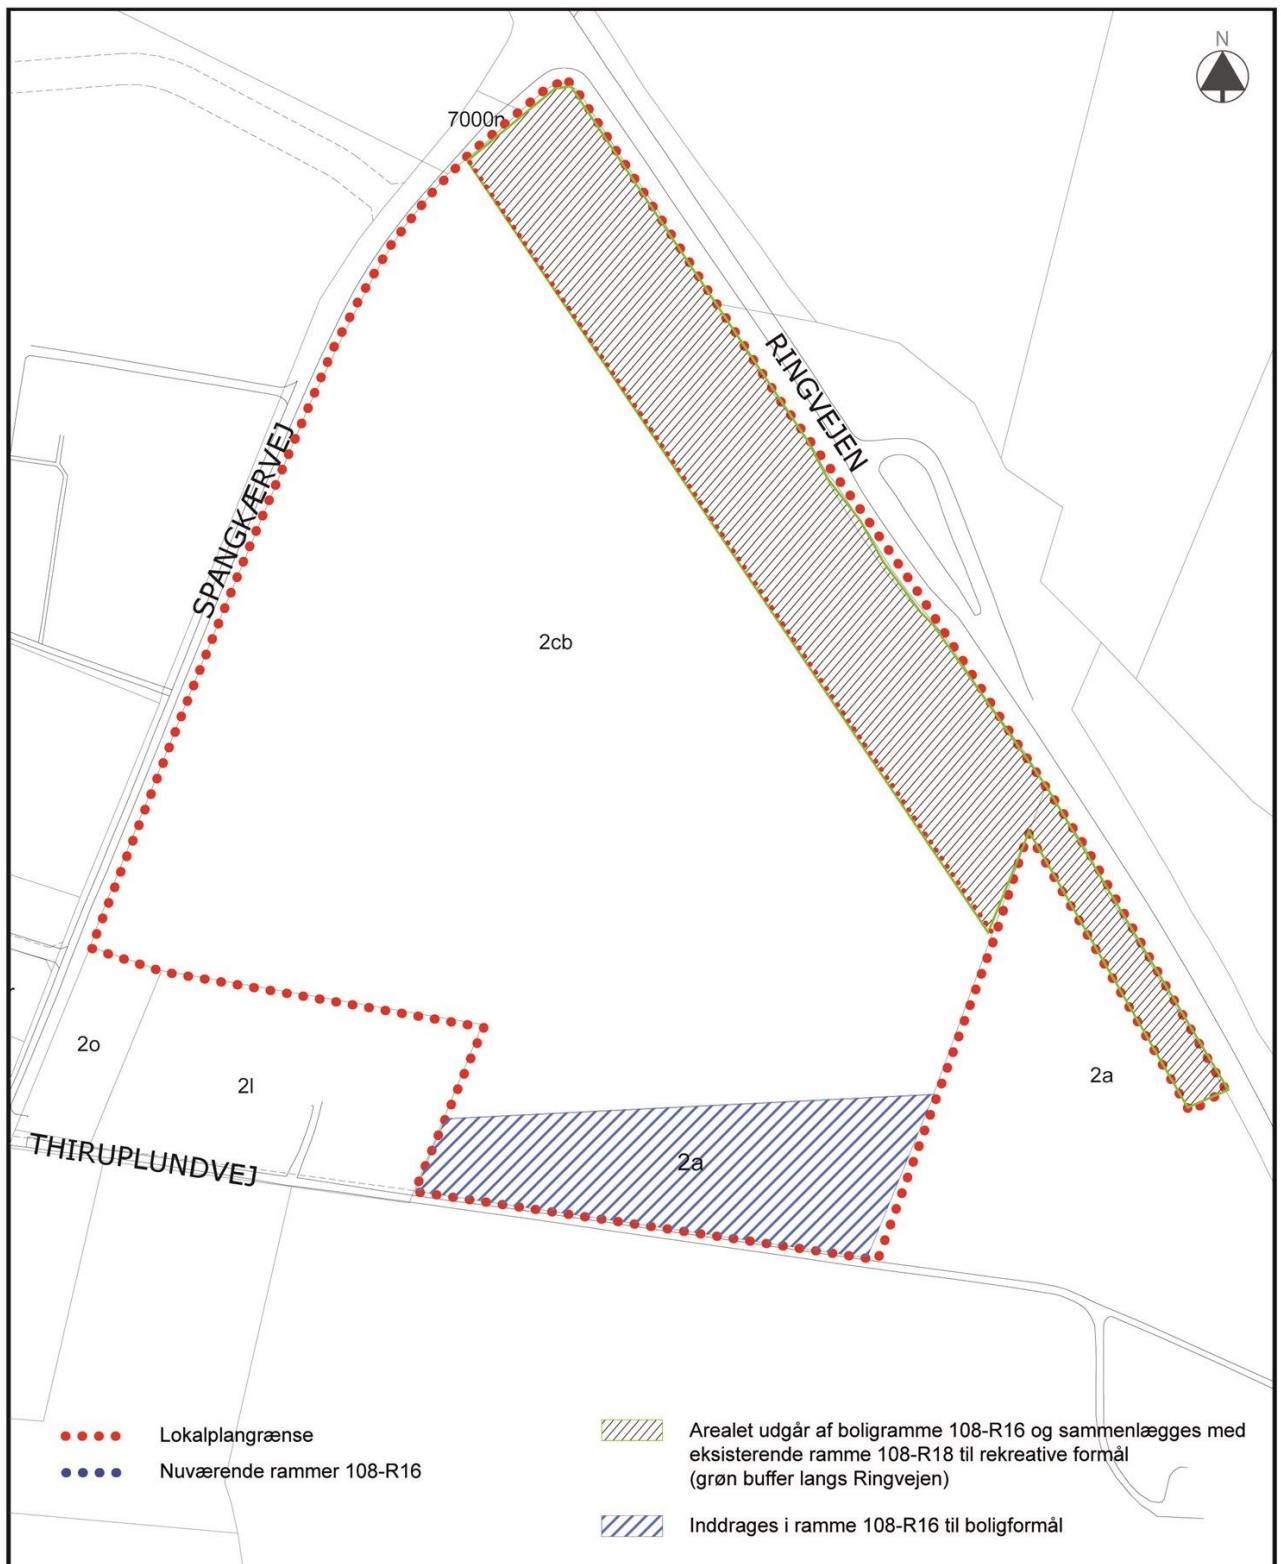 N
7000n
RINGVEJEN
SPANGKÆRVEJ
2cb
r
2o
2l
2a
2a
THIRUPLUNDVEJ
Lokalplangrænse
Nuværende rammer 108-R16
Arealet udgår af boligramme 108-R16 og sammenlægges med
eksisterende ramme 108-R18 til rekreative formål
(grøn buffer langs Ringvejen)
Inddrages i ramme 108-R16 til boligformål